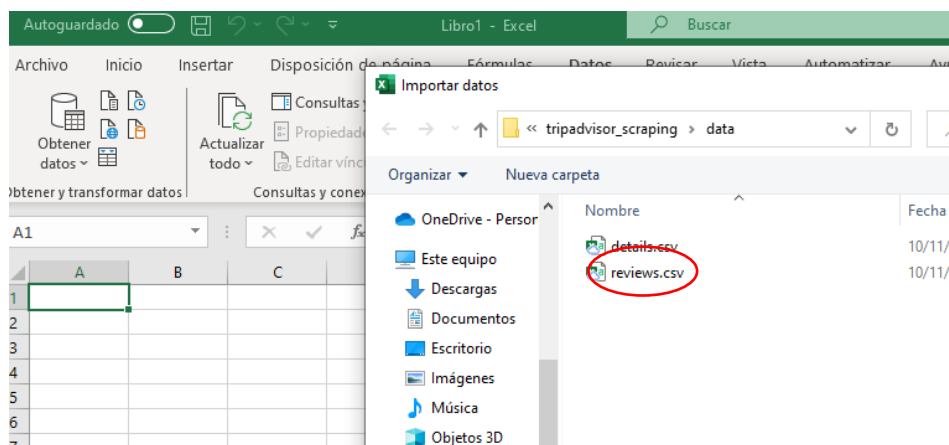 Autoguardado Libro1 - Excel Buscar
Archivo Inicio Insertar Disposición de página Fórmulas Datos Revisar Vista Automatizar
Importar datos
Obtener datos
Actualizar todo
Consultas
Propiedade
Editar vínc
Obtener y transformar datos
Consultas y conex
« tripadvisor_scraping › data
Organizar Nueva carpeta
A1 fx
Nombre Fecha
OneDrive - Person
details.csv 10/11/
Este equipo
reviews.csv 10/11/
Descargas
Documentos
Escritorio
Imágenes
Música
Objetos 3D
A B C
1
2
3
4
5
6
7